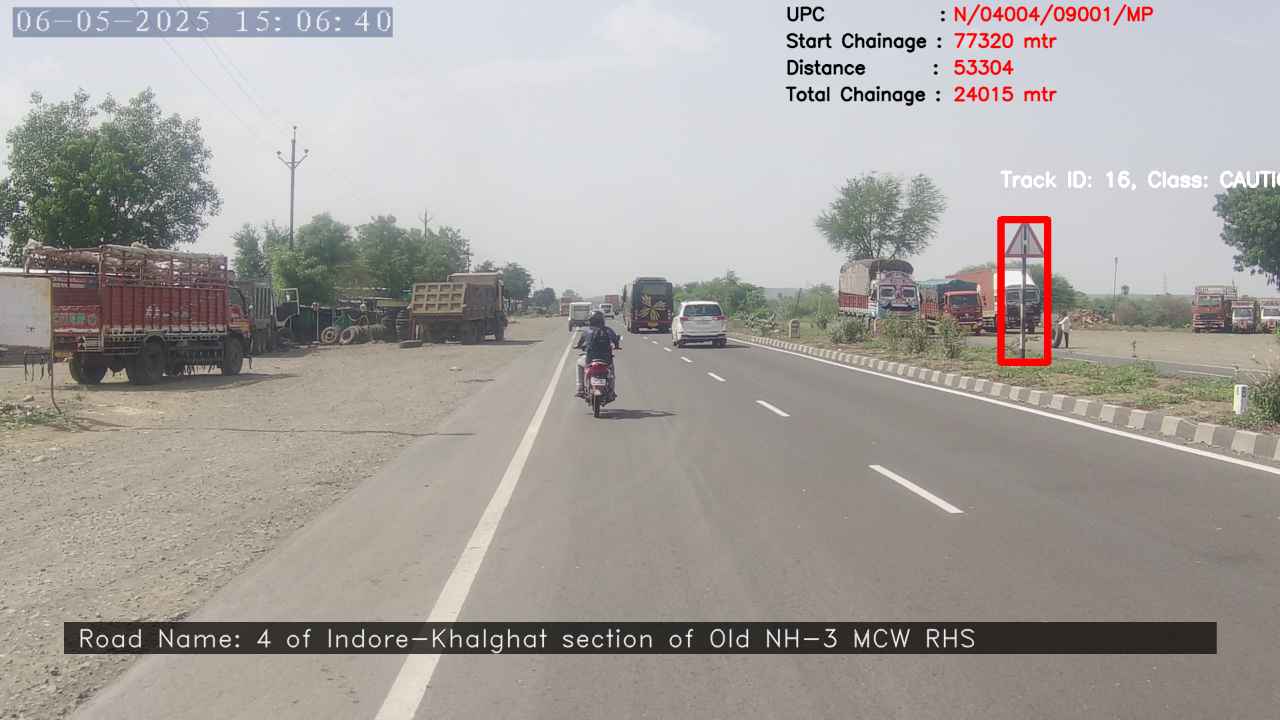 06-05-2025 15:06:40
UPC : N/04004/09001/MP
Start Chainage : 77320 mtr
Distance : 53304
Total Chainage : 24015 mtr
Track ID: 16, Class: CAUTIO
Road Name: 4 of Indore-Khalghat section of Old NH-3 MCW RHS